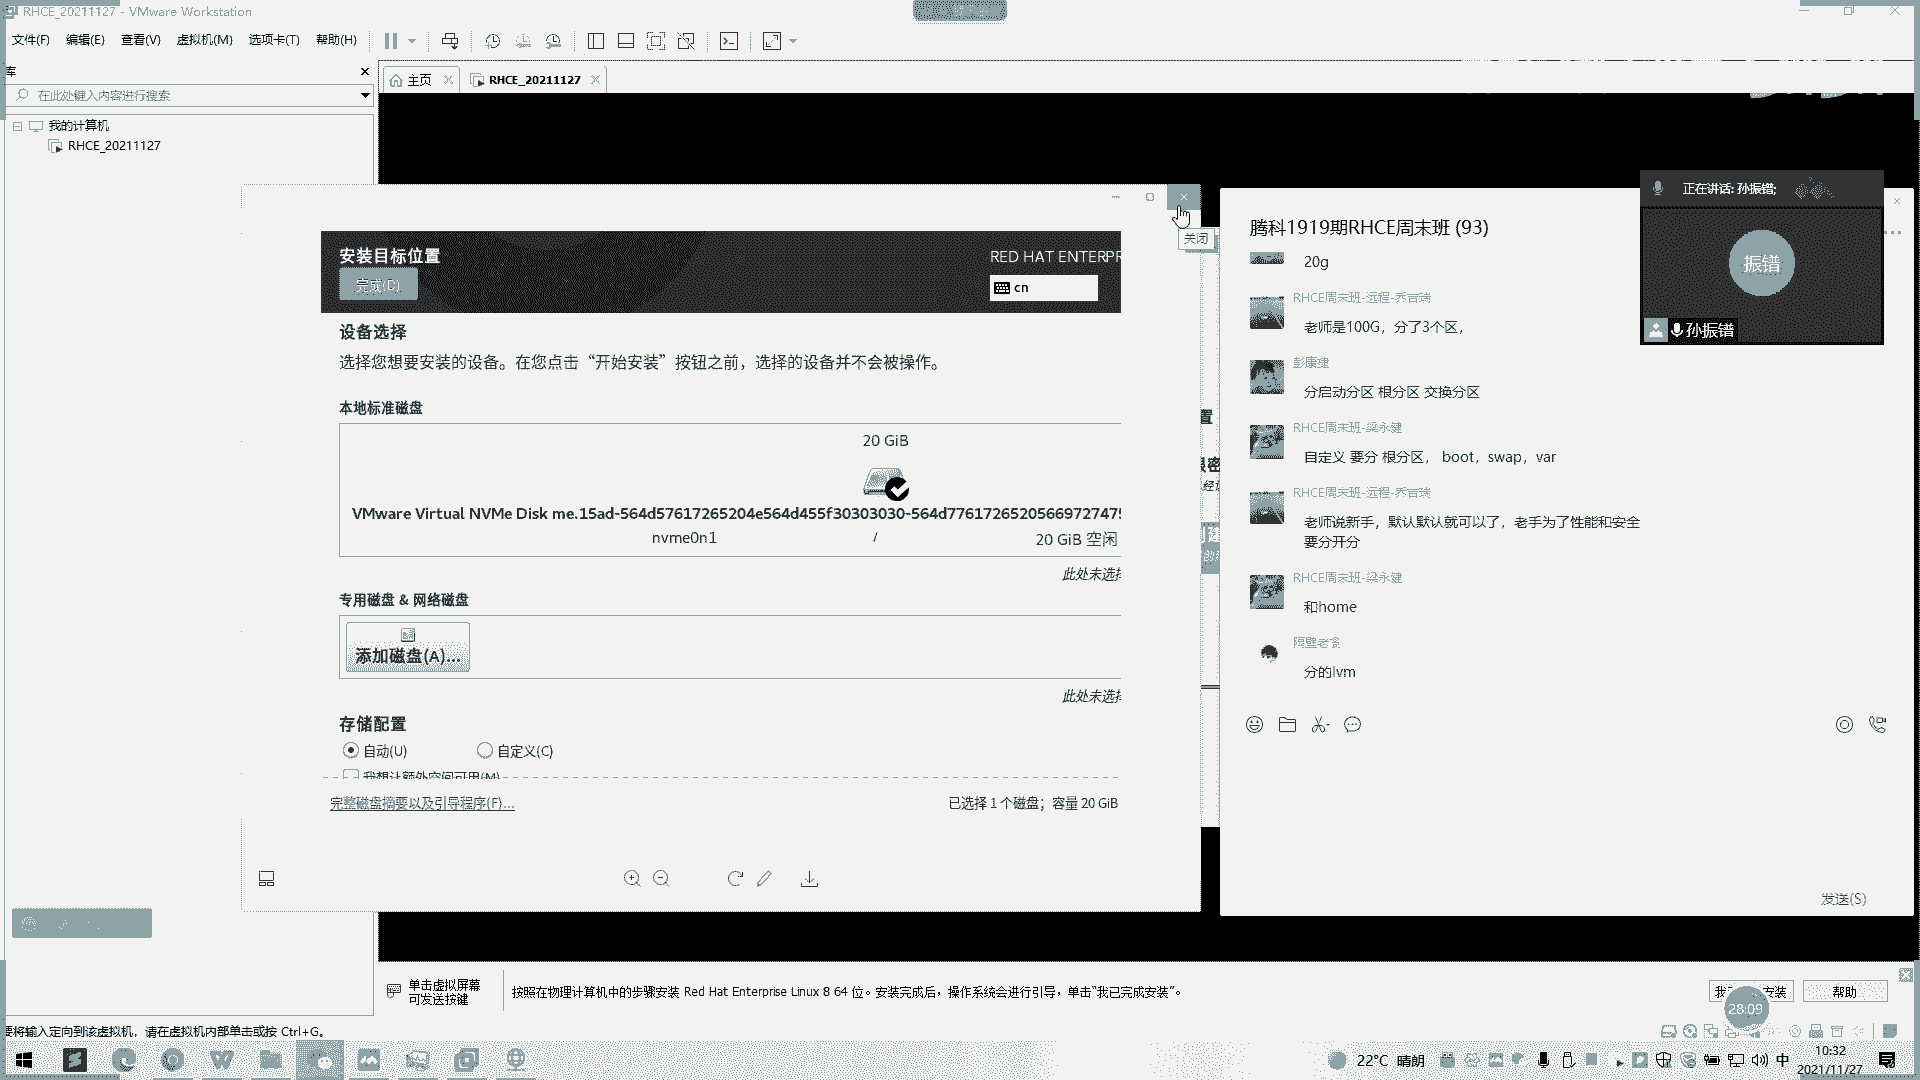 RHCE_20211127 - VMware Workstation
文件(F) 编辑(E) 查看(V) 虚拟机(M) 选项卡(T) 帮助(H)
库
在此处键入内容进行搜索
我的计算机
RHCE_20211127
主页
RHCE_20211127
关闭
安装目标位置
完成(D)
RED HAT ENTERPR
cn
设备选择
选择您想要安装的设备。在您点击“开始安装”按钮之前，选择的设备并不会被操作。
本地标准磁盘
20 GiB
VMware Virtual NVMe Disk me.15ad-564d57617265204e564d455f30303030-564d7761726520566972747
nvme0n1 / 20 GiB 空闲
此处未选择
专用磁盘 & 网络磁盘
添加磁盘(A)...
此处未选择
存储配置
自动(U) 自定义(C)
我想让额外空间可用(M)
完整磁盘摘要以及引导程序(F)...
已选择 1 个磁盘；容量 20 GiB
置
创建
腾科1919期RHCE周末班 (93)
20g
RHCE周末班-远程-乔言瑞
老师是100G，分了3个区，
彭康建
分启动分区 根分区 交换分区
RHCE周末班-梁永健
自定义 要分 根分区， boot，swap，var
RHCE周末班-远程-乔言瑞
老师说新手，默认默认就可以了，老手为了性能和安全
要分开分
RHCE周末班-梁永健
和home
隔壁老翁
分的lvm
发送(S)
正在讲话: 孙振错;
振错
孙振错
单击虚拟屏幕
可发送按键
按照在物理计算机中的步骤安装 Red Hat Enterprise Linux 8 64 位。安装完成后，操作系统会进行引导，单击“我已完成安装”。
安装
帮助
28:09
要将输入定向到该虚拟机，请在虚拟机内部单击或按 Ctrl+G。
22°C 晴朗
中
10:32
2021/11/27